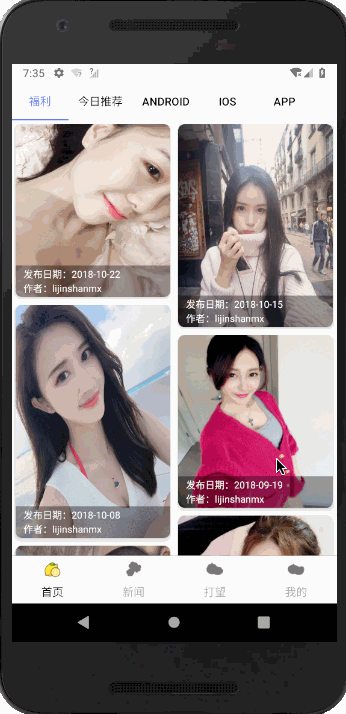 7:35
福利 今日推荐 ANDROID IOS APP
发布日期：2018-10-22
作者：lijinshanmx
发布日期：2018-10-15
作者：lijinshanmx
发布日期：2018-10-08
作者：lijinshanmx
发布日期：2018-09-19
作者：lijinshanmx
首页 新闻 打望 我的